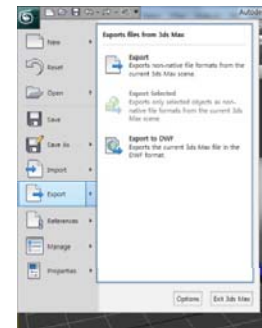 Autod
New
Reset
Open
Save
Save As
Import
Export
References
Manage
Properties
Exports files from 3ds Max
Export
Exports non-native file formats from the
current 3ds Max scene.
Export Selected
Exports only selected objects as non-
native file formats from the current 3ds
Max scene.
Export to DWF
Exports the current 3ds Max file in the
DWF format.
Options
Exit 3ds Max